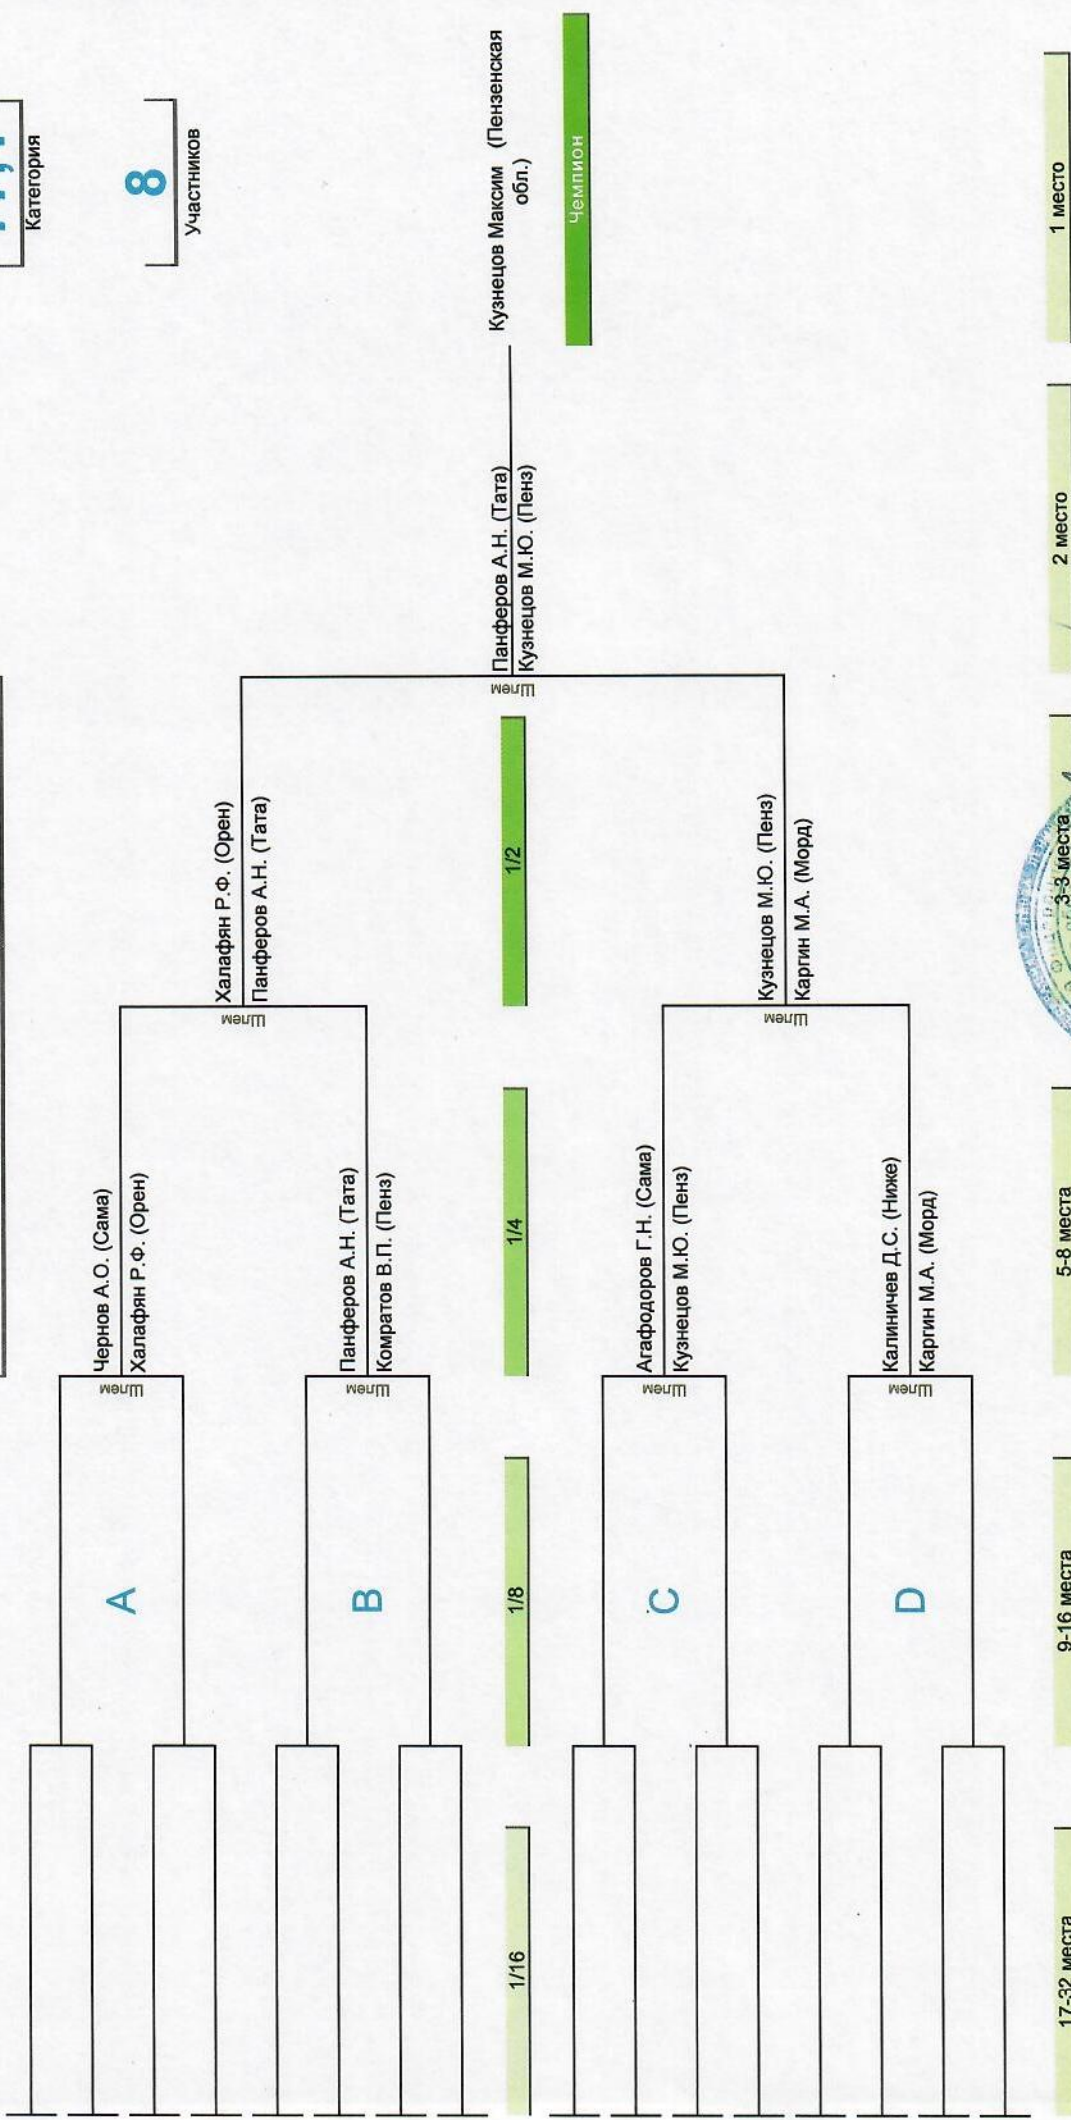 Категория
8
Участников
Чернов А.О. (Сама)
Халафян Р.Ф. (Орен)
Шлем
A
Панферов А.Н. (Тата)
Комратов В.П. (Пенз)
Шлем
B
Халафян Р.Ф. (Орен)
Панферов А.Н. (Тата)
Шлем
Панферов А.Н. (Тата)
Кузнецов М.Ю. (Пенз)
Шлем
Кузнецов Максим (Пензенская
обл.)
Чемпион
1/16
1/8
1/4
1/2
Агафодоров Г.Н. (Сама)
Кузнецов М.Ю. (Пенз)
Шлем
C
Калиничев Д.С. (Ниже)
Каргин М.А. (Морд)
Шлем
D
Кузнецов М.Ю. (Пенз)
Каргин М.А. (Морд)
Шлем
17-32 места
9-16 места
5-8 места
3-3 места
2 место
1 место